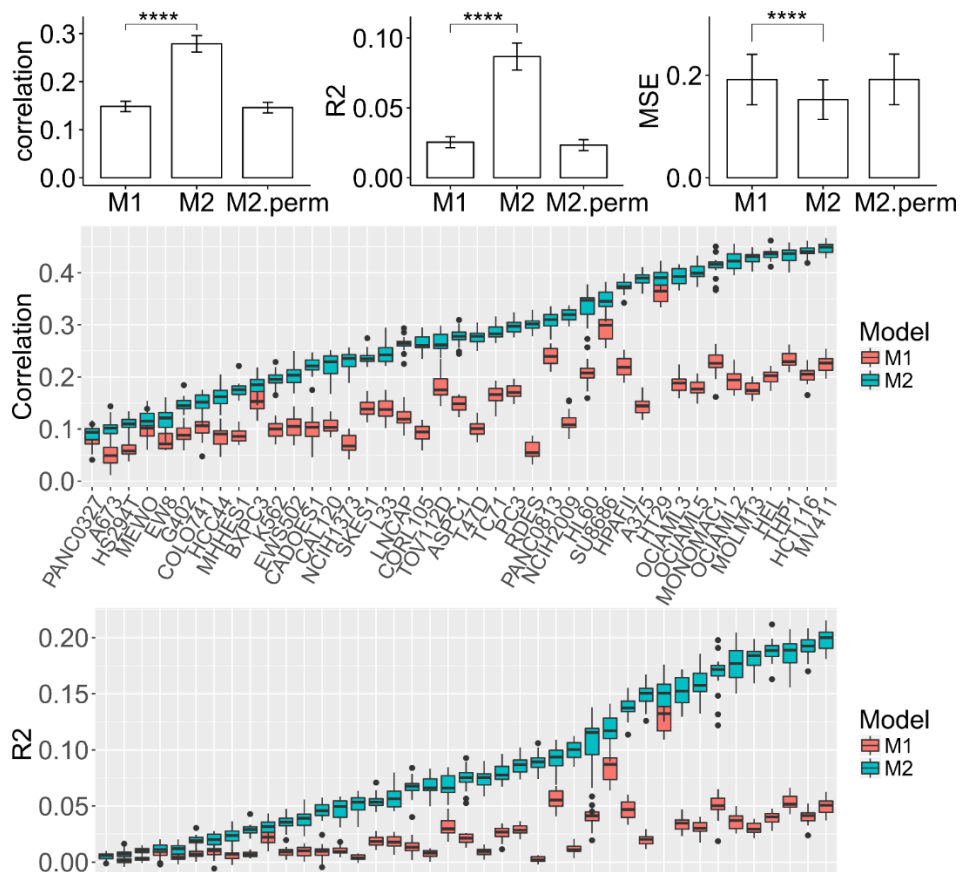 ****
correlation
0.3
0.2
0.1
0.0
M1 M2 M2.perm
****
R2
0.10
0.05
0.00
M1 M2 M2.perm
****
MSE
0.2
0.0
M1 M2 M2.perm
Correlation
0.4
0.3
0.2
0.1
0.0
PANC0327
A673
HS294T
MEWO
METEW8
G402
COLO741
HCC44
MHHES1
BXPC3
K562
EWS502
CADOES1
CAL120
NCIH1373
SKES1
L33
LNCAP
CORL105
TOV112D
ASPC1
T47D
TC71
PC3
RDES
PANC0813
NCIH2009
HL60
SU8686
HPAFII
A375
HT29
OCIAML3
OCIAML5
MONOMAC1
OCIAML2
MOLM13
HEL
THP1
HCT116
MV411
Model
M1
M2
R2
0.20
0.15
0.10
0.05
0.00
Model
M1
M2